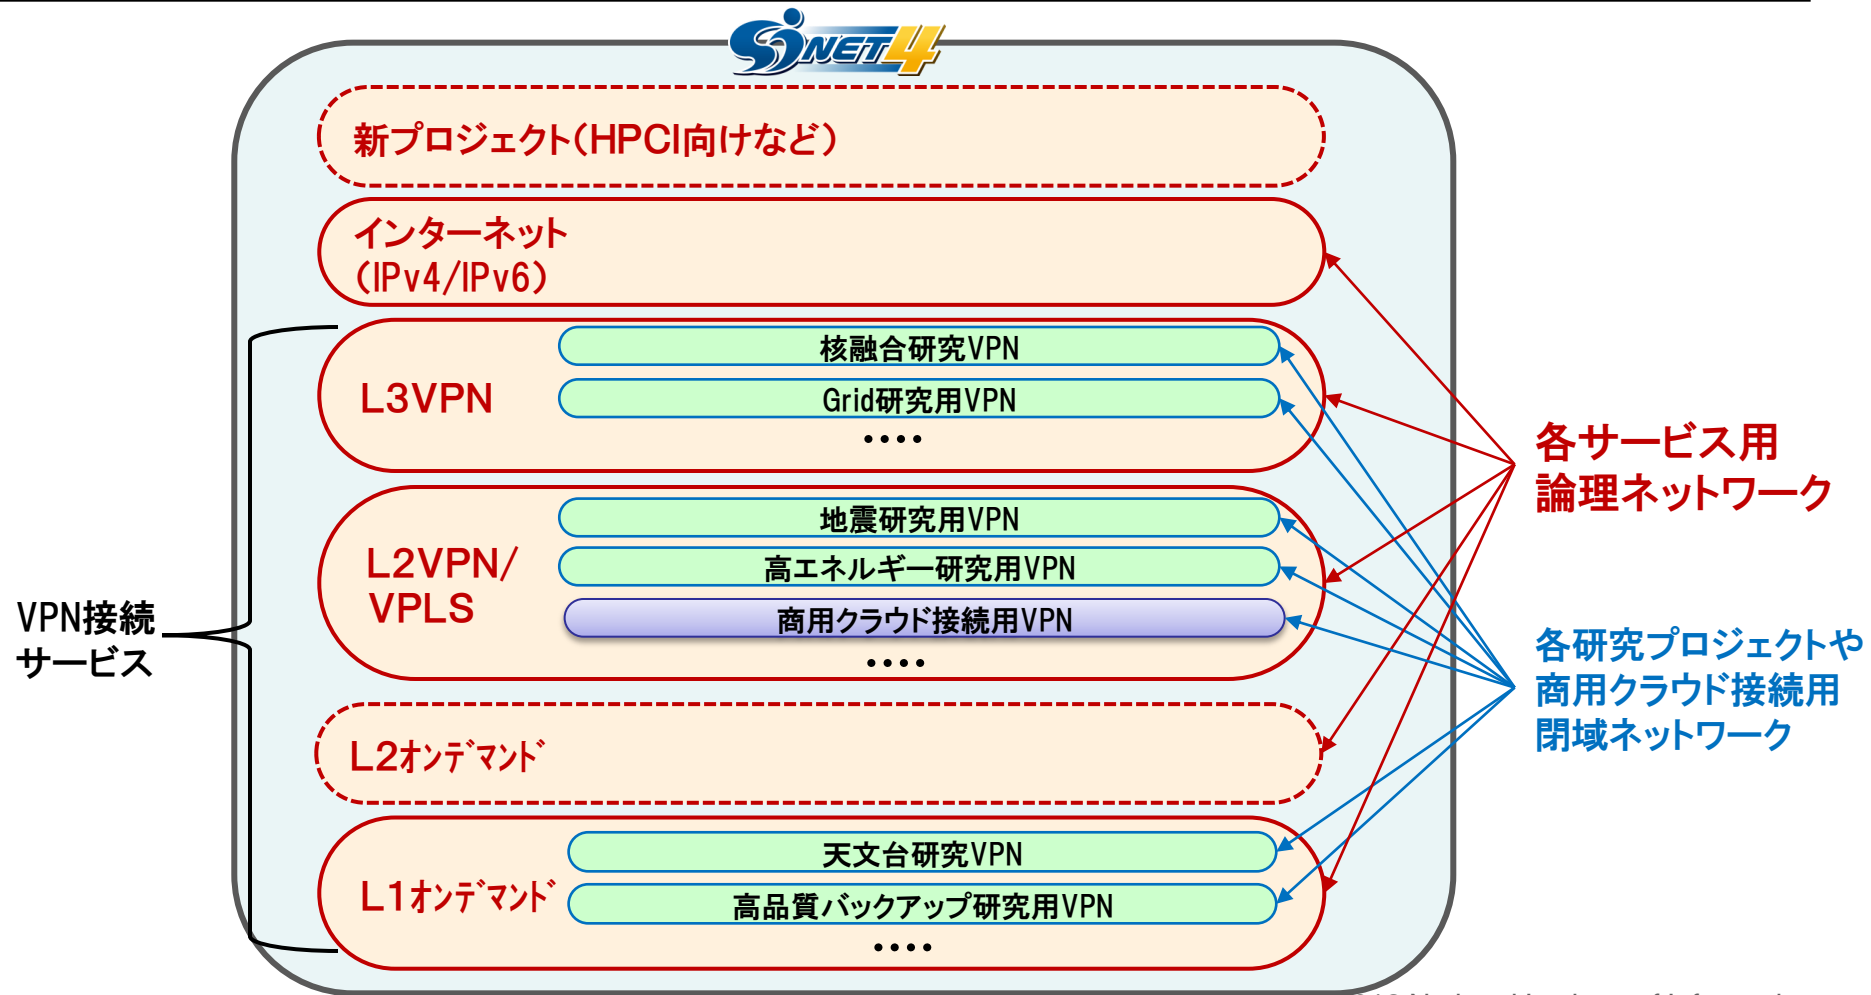 SINET4
新プロジェクト（HPCI向けなど）
インターネット
（IPv4/IPv6）
核融合研究VPN
L3VPN
Grid研究用VPN
・・・・
地震研究用VPN
L2VPN/
VPLS
高エネルギー研究用VPN
商用クラウド接続用VPN
・・・・
L2ｵﾝﾃﾞﾏﾝﾄﾞ
天文台研究VPN
L1ｵﾝﾃﾞﾏﾝﾄﾞ
高品質バックアップ研究用VPN
・・・・
VPN接続
サービス
各サービス用
論理ネットワーク
各研究プロジェクトや
商用クラウド接続用
閉域ネットワーク